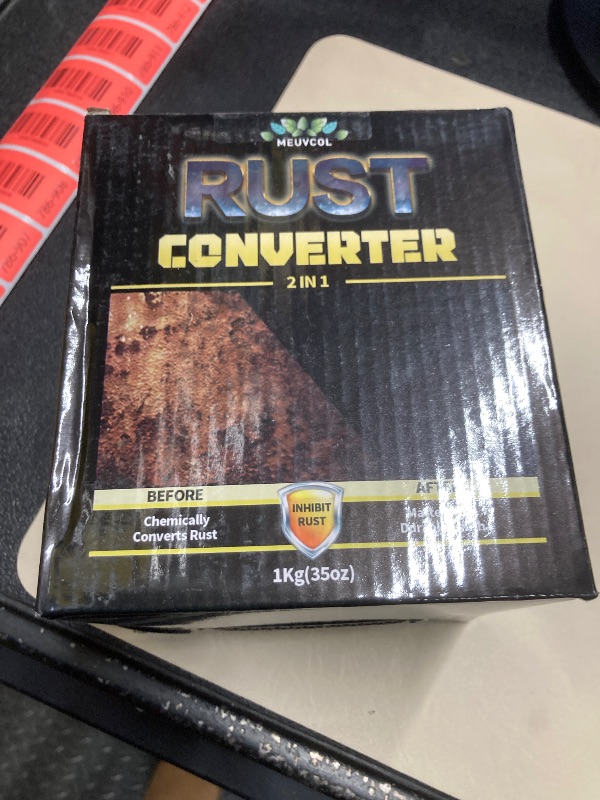 MEUVCOL
RUST
CONVERTER
2 IN 1
BEFORE
Chemically
Converts Rust
INHIBIT
RUST
1Kg(35oz)